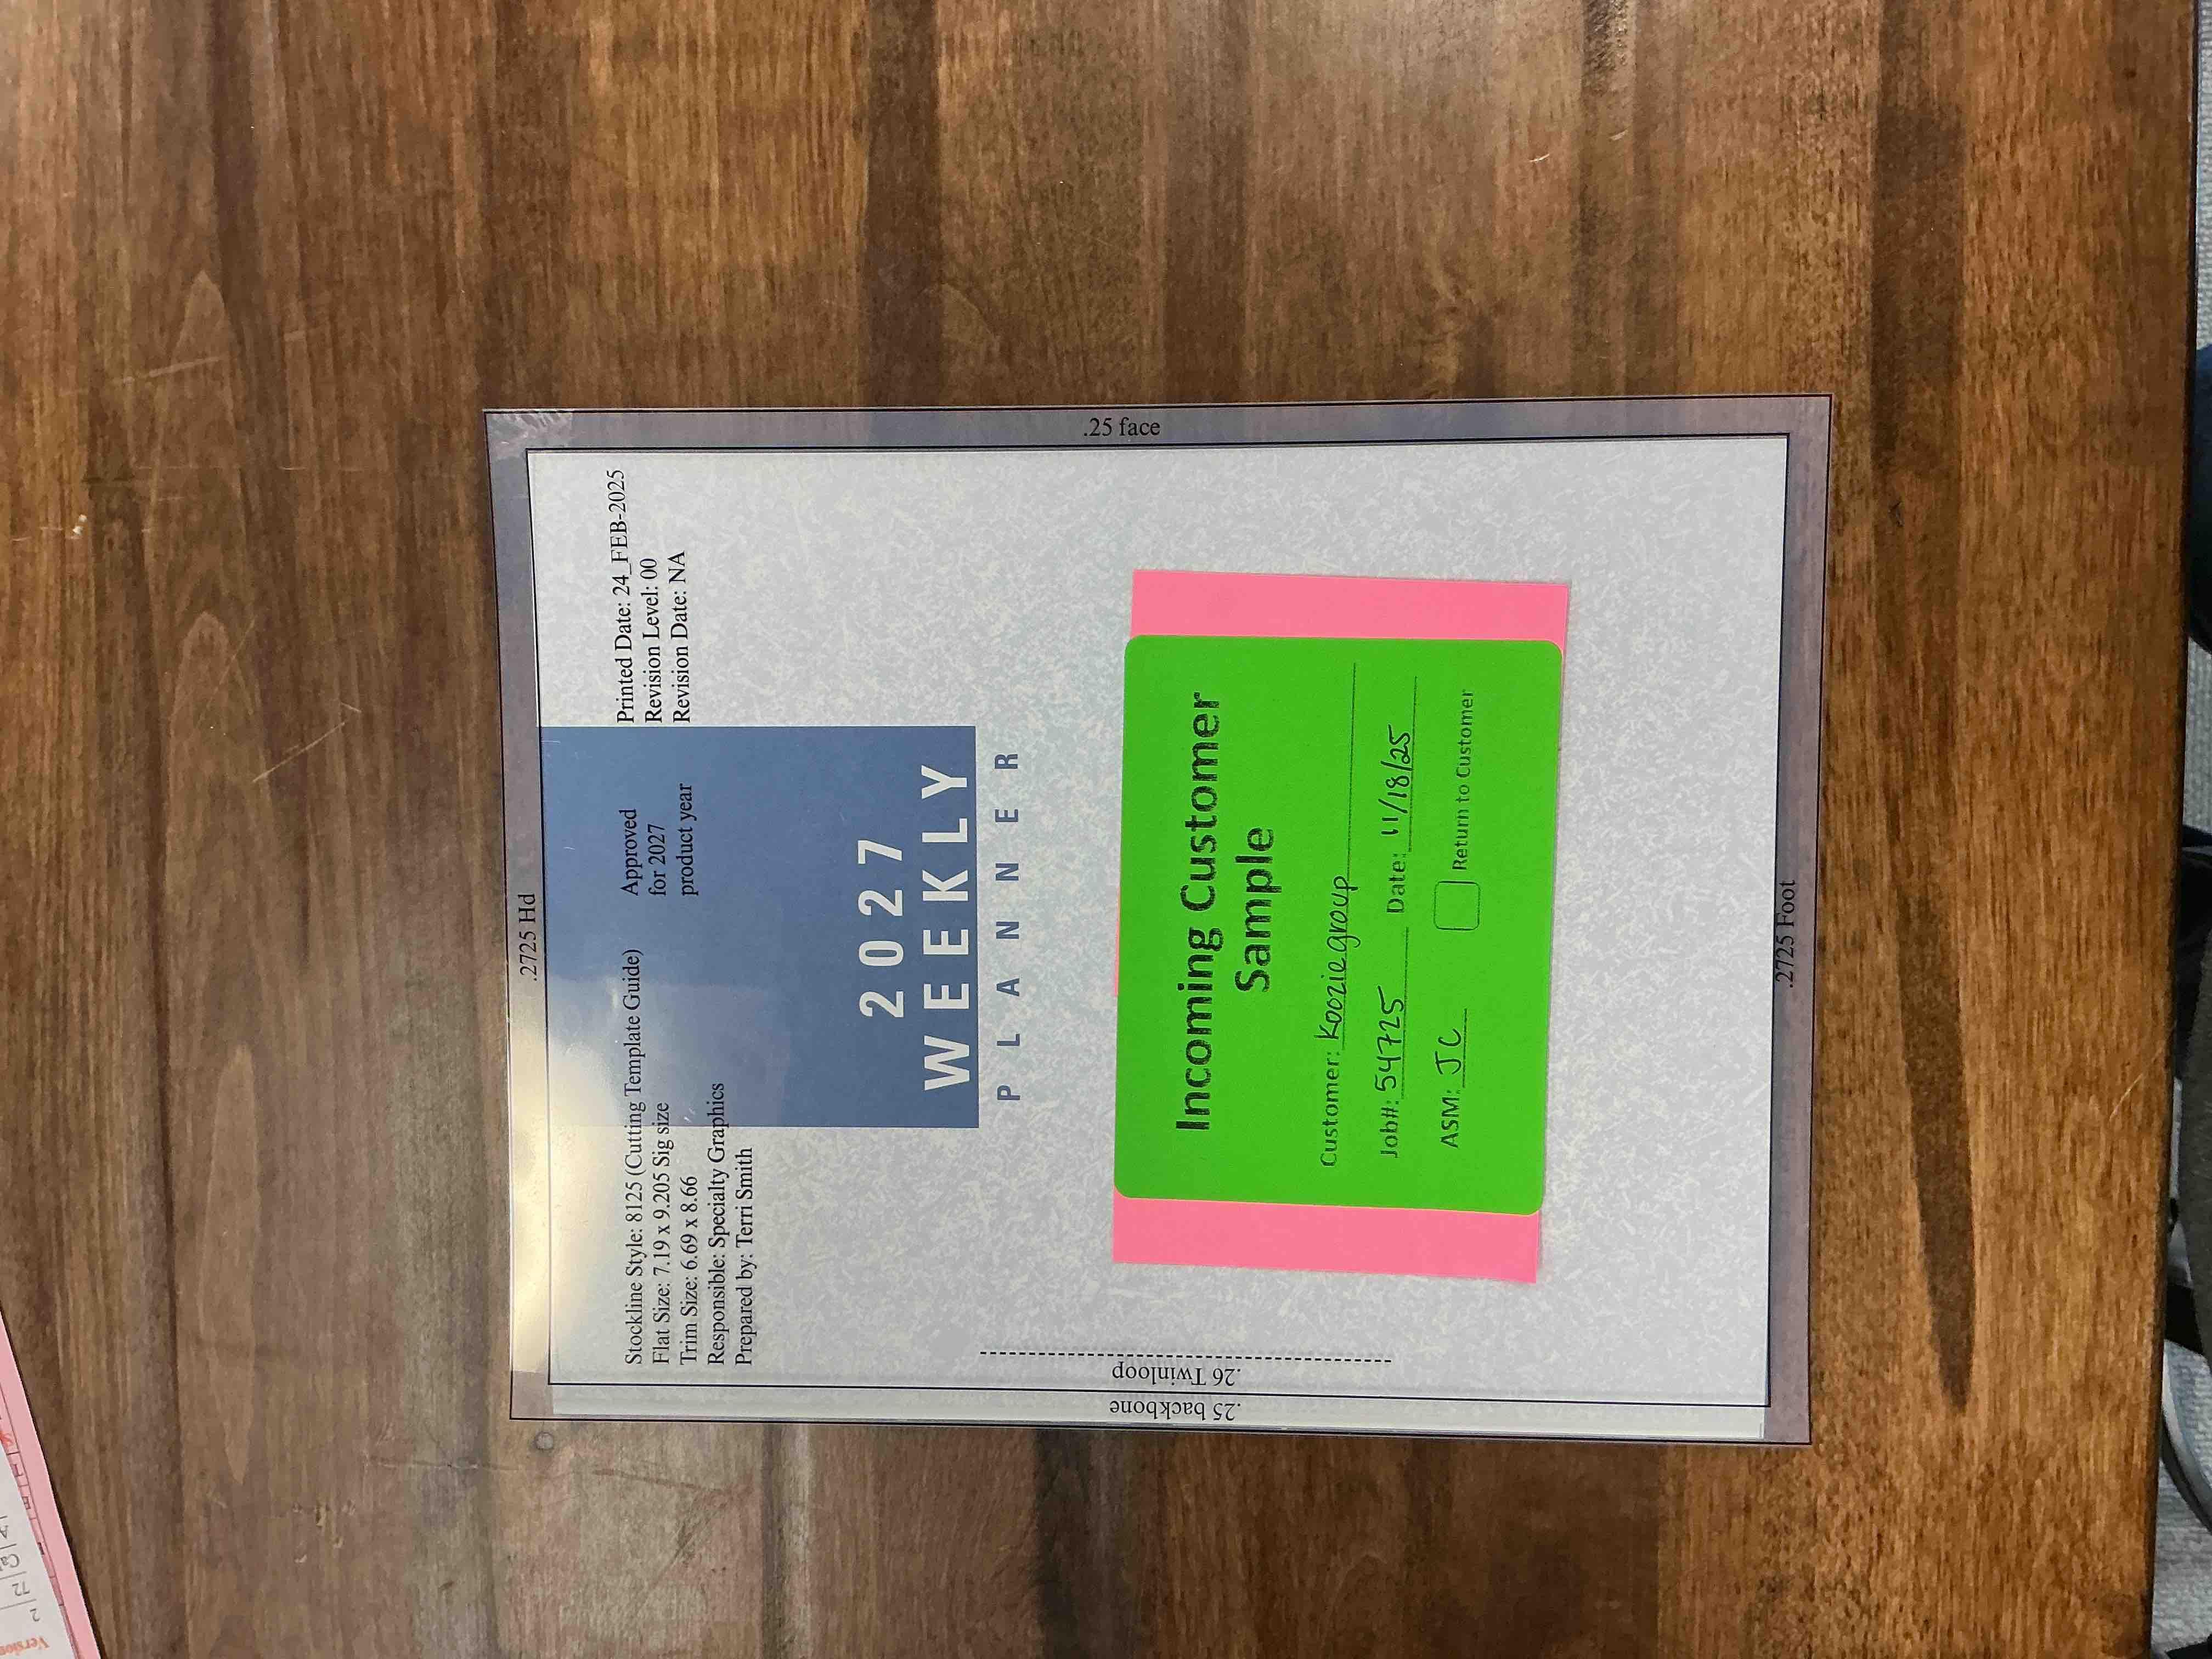 .2725 Hd
Stockline Style: 8125 (Cutting Template Guide)
Flat Size: 7.19 x 9.205 Sig size
Trim Size: 6.69 x 8.66
Responsible: Specialty Graphics
Prepared by: Terri Smith
Approved
for 2027
product year
Printed Date: 24_FEB-2025
Revision Level: 00
Revision Date: NA
2027
WEEKLY
PLANNER
.25 face
.26 Twinloop
.25 backbone
Incoming Customer
Sample
Customer: Kooziegroup
Job#: 54725 Date: 11/18/25
ASM: JC Return to Customer
.2725 Foot
Version